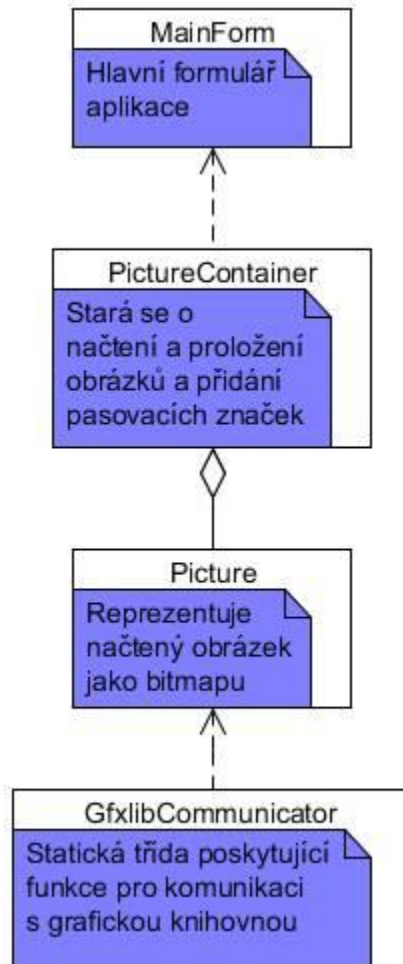 MainForm
Hlavní formulář
aplikace
PictureContainer
Stará se o
načtení a proložení
obrázků a přidání
pasovacích značek
Picture
Reprezentuje
načtený obrázek
jako bitmapu
GfxlibCommunicator
Statická třída poskytující
funkce pro komunikaci
s grafickou knihovnou